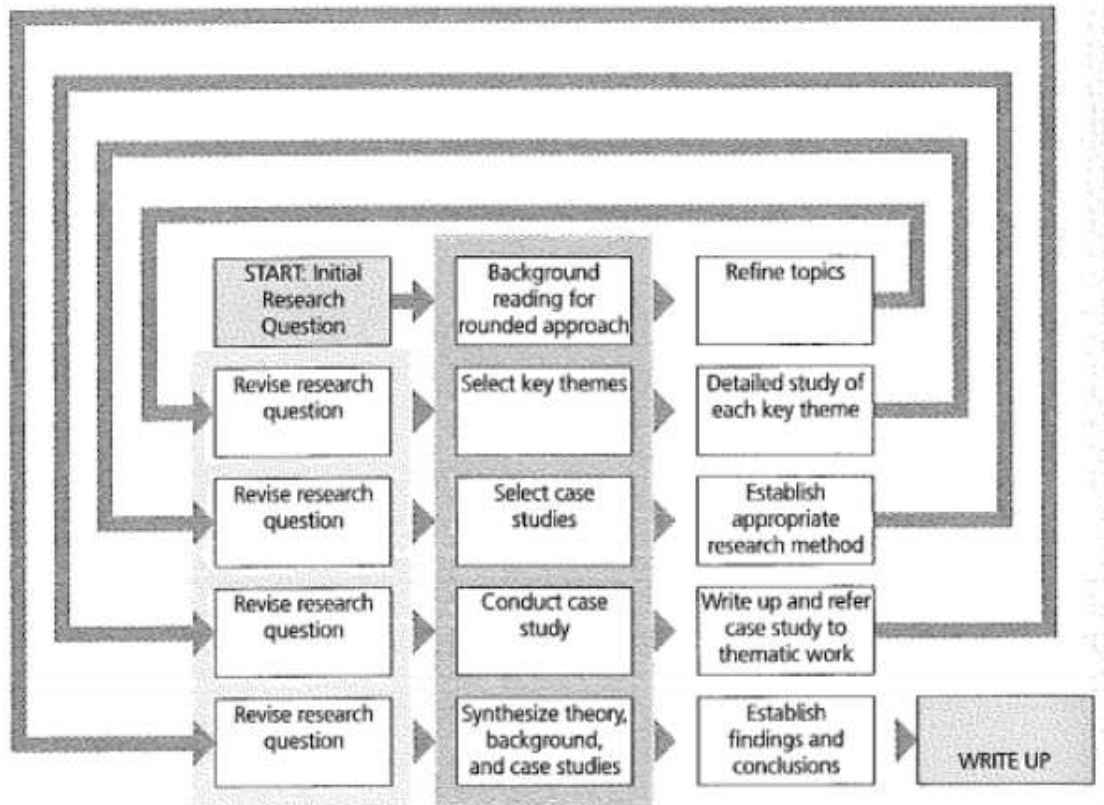 START: Initial
Research
Question
Background
reading for
rounded approach
Refine topics
Revise research
question
Select key themes
Detailed study of
each key theme
Revise research
question
Select case
studies
Establish
appropriate
research method
Revise research
question
Conduct case
study
Write up and refer
case study to
thematic work
Revise research
question
Synthesize theory,
background,
and case studies
Establish
findings and
conclusions
WRITE UP